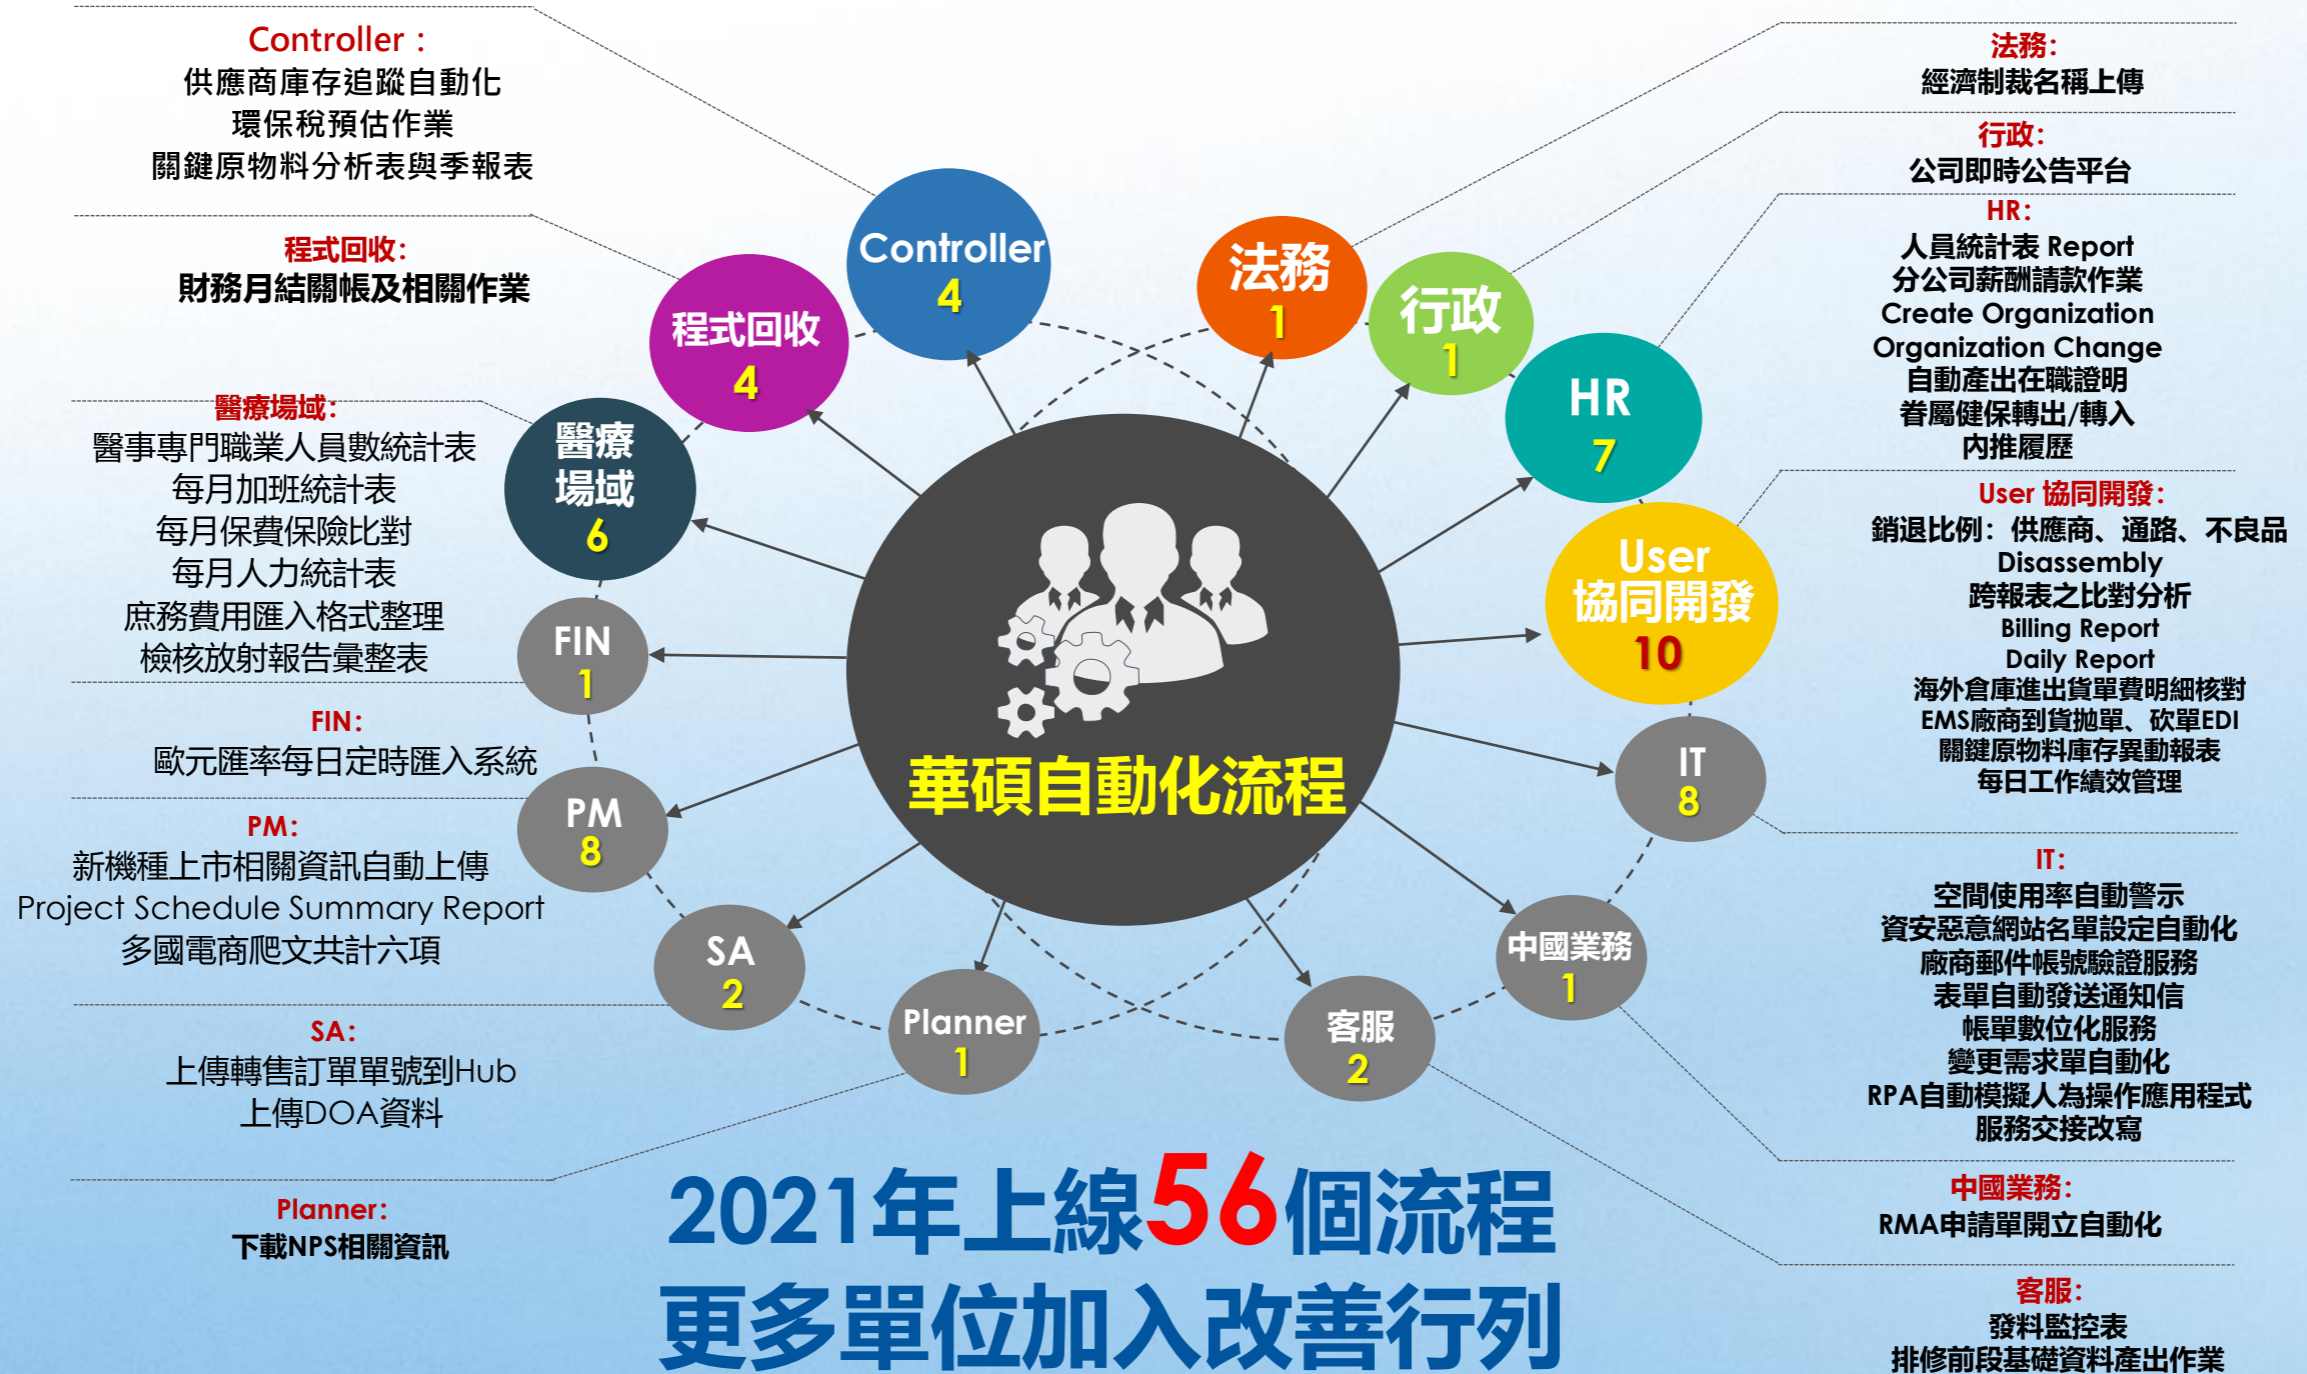 Controller：
供應商庫存追蹤自動化
環保稅預估作業
關鍵原物料分析表與季報表
程式回收：
財務月結關帳及相關作業
醫療場域：
醫事專門職業人員數統計表
每月加班統計表
每月保費保險比對
每月人力統計表
庶務費用匯入格式整理
檢核放射報告彙整表
FIN：
歐元匯率每日定時匯入系統
PM：
新機種上市相關資訊自動上傳
Project Schedule Summary Report
多國電商爬文共計六項
SA：
上傳轉售訂單單號到Hub
上傳DOA資料
Planner：
下載NPS相關資訊
Controller
4
程式回收
4
醫療
場域
6
FIN
1
PM
8
SA
2
Planner
1
客服
2
中國業務
1
IT
8
User
協同開發
10
HR
7
行政
1
法務
1
華碩自動化流程
2021年上線56個流程
更多單位加入改善行列
法務：
經濟制裁名稱上傳
行政：
公司即時公告平台
HR：
人員統計表 Report
分公司薪酬請款作業
Create Organization
Organization Change
自動產出在職證明
眷屬健保轉出/轉入
內推履歷
User 協同開發：
銷退比例：供應商、通路、不良品
Disassembly
跨報表之比對分析
Billing Report
Daily Report
海外倉庫進出貨單費明細核對
EMS廠商到貨拋單、砍單EDI
關鍵原物料庫存異動報表
每日工作績效管理
IT：
空間使用率自動警示
資安惡意網站名單設定自動化
廠商郵件帳號驗證服務
表單自動發送通知信
帳單數位化服務
變更需求單自動化
RPA自動模擬人為操作應用程式
服務交接改寫
中國業務：
RMA申請單開立自動化
客服：
發料監控表
排修前段基礎資料產出作業